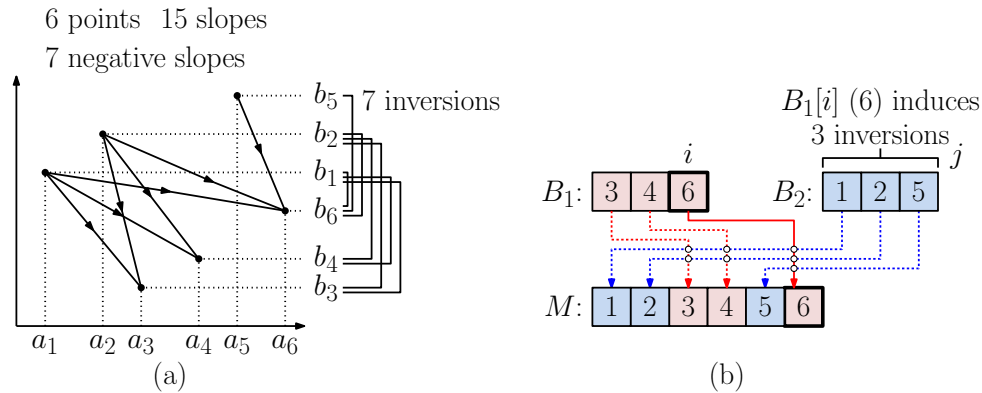 6 points 15 slopes
7 negative slopes
b₅
7 inversions
b₂
b₁
b₆
b₄
b₃
a₁ a₂ a₃ a₄ a₅ a₆
(a)
B₁[i] (6) induces
3 inversions
i
j
B₁: 3 4 6
B₂: 1 2 5
M: 1 2 3 4 5 6
(b)